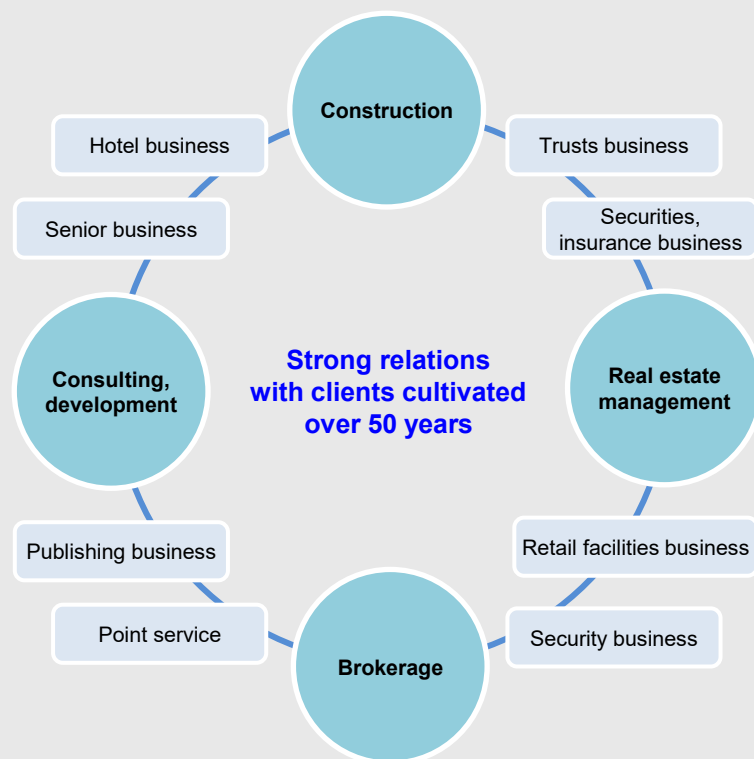 Construction
Hotel business
Trusts business
Senior business
Securities,
insurance business
Consulting,
development
Strong relations
with clients cultivated
over 50 years
Real estate
management
Publishing business
Retail facilities business
Point service
Security business
Brokerage